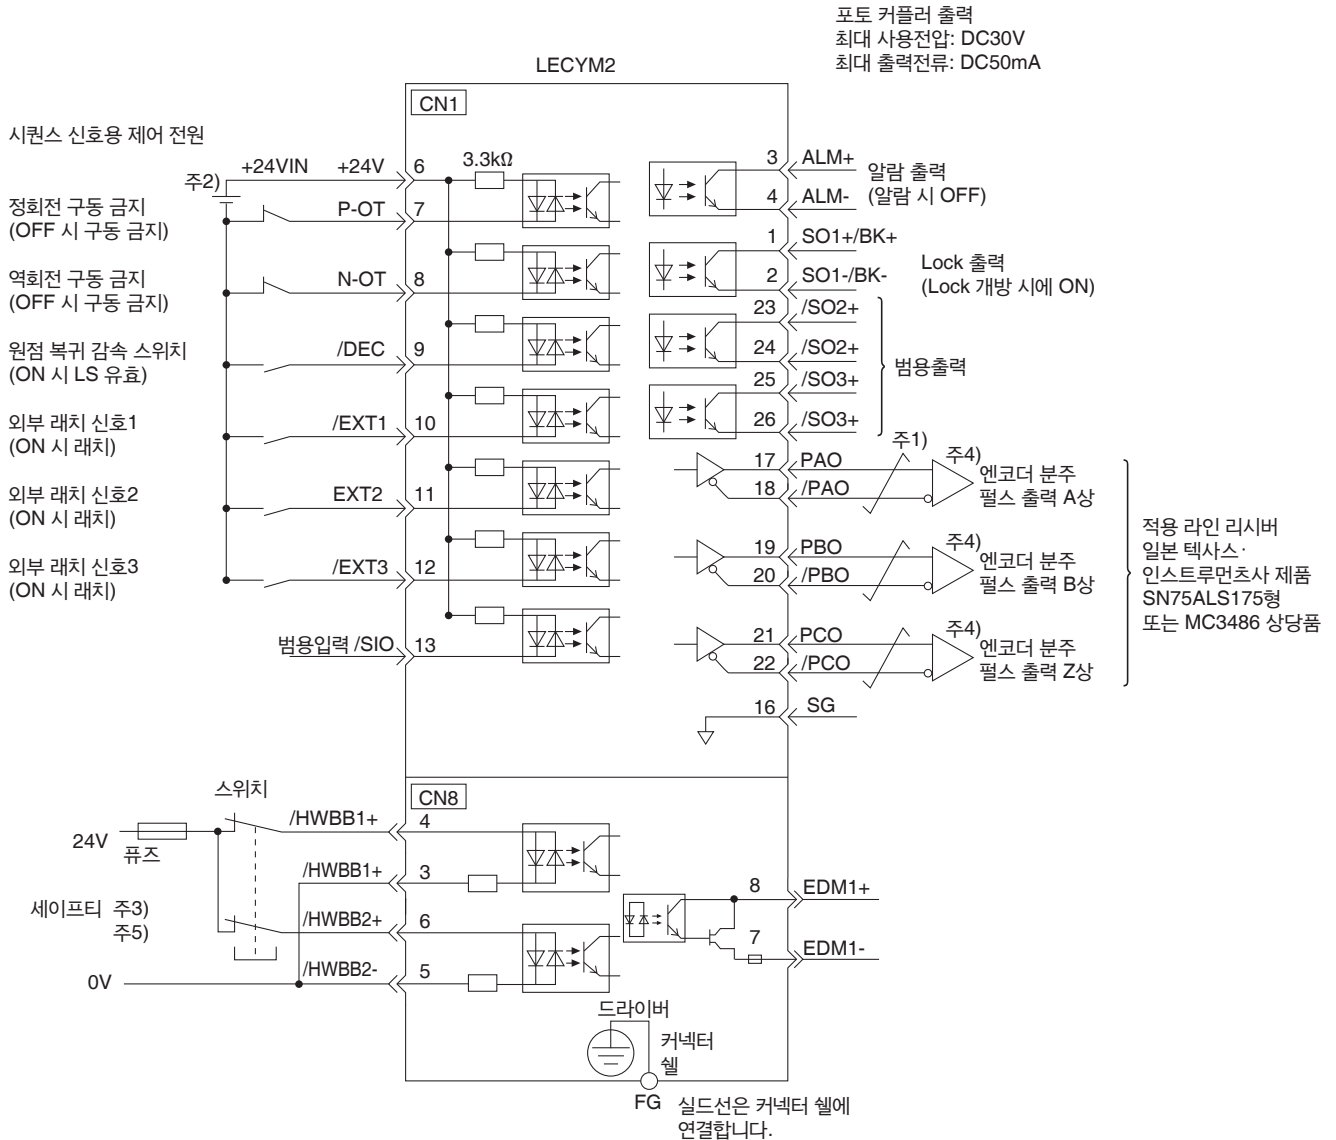 포토 커플러 출력
최대 사용전압: DC30V
최대 출력전류: DC50mA
LECYM2
CN1
시퀀스 신호용 제어 전원
주2)
+24VIN
+24V
6
3.3kΩ
정회전 구동 금지
(OFF 시 구동 금지)
P-OT
7
역회전 구동 금지
(OFF 시 구동 금지)
N-OT
8
원점 복귀 감속 스위치
(ON 시 LS 유효)
/DEC
9
외부 래치 신호1
(ON 시 래치)
/EXT1
10
외부 래치 신호2
(ON 시 래치)
EXT2
11
외부 래치 신호3
(ON 시 래치)
/EXT3
12
범용입력 /SIO
13
3
ALM+
4
ALM-
알람 출력
(알람 시 OFF)
1
SO1+/BK+
2
SO1-/BK-
Lock 출력
(Lock 개방 시에 ON)
23
/SO2+
24
/SO2+
25
/SO3+
26
/SO3+
범용출력
주1)
17
PAO
18
/PAO
주4)
엔코더 분주
펄스 출력 A상
19
PBO
20
/PBO
주4)
엔코더 분주
펄스 출력 B상
21
PCO
22
/PCO
주4)
엔코더 분주
펄스 출력 Z상
적용 라인 리시버
일본 텍사스·
인스트루먼츠사 제품
SN75ALS175형
또는 MC3486 상당품
16
SG
CN8
스위치
24V
퓨즈
/HWBB1+
4
/HWBB1+
3
세이프티 주3)
주5)
/HWBB2+
6
0V
/HWBB2-
5
8
EDM1+
7
EDM1-
드라이버
커넥터
쉘
FG
실드선은 커넥터 쉘에
연결합니다.